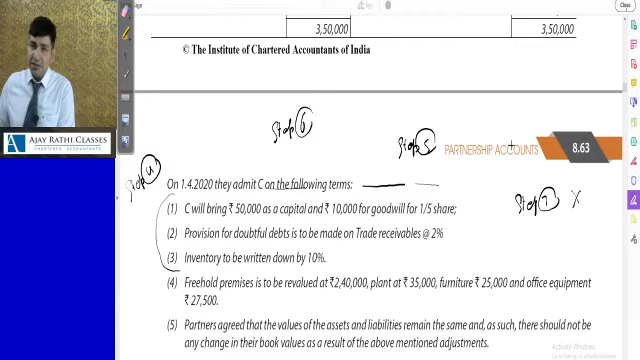 Close
Sign
3,50,000
3,50,000
© The Institute of Chartered Accountants of India
Step 6
Step 5
PARTNERSHIP ACCOUNTS
8.63
AJAY RATHI CLASSES
CHARTERED ACCOUNTANTS
Step 4
On 1.4.2020 they admit C on the following terms:
Step 7 X
(1) C will bring ₹ 50,000 as a capital and ₹ 10,000 for goodwill for 1/5 share;
(2) Provision for doubtful debts is to be made on Trade receivables @ 2%
(3) Inventory to be written down by 10%.
(4) Freehold premises is to be revalued at ₹ 2,40,000, plant at ₹ 35,000, furniture ₹ 25,000 and office equipment
₹ 27,500.
(5) Partners agreed that the values of the assets and liabilities remain the same and, as such, there should not be
any change in their book values as a result of the above mentioned adjustments.
Activate Windows